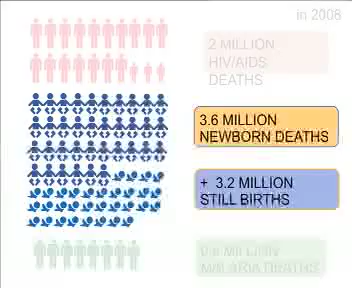 in 2008
2 MILLION
HIV/AIDS
DEATHS
3.6 MILLION
NEWBORN DEATHS
+ 3.2 MILLION
STILL BIRTHS
MILLION
MALARIA DEATHS